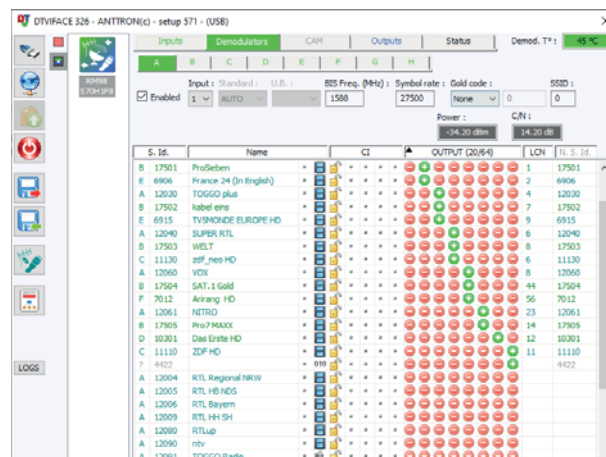 DTVIFACE 326 - ANTTRON(c) - setup 571 - (USB)
Inputs Demodulators CAM Outputs Status Demod. Tª : 45 ºC
A B C D E F G H
RM98
S70H1F8
Input : Standard : U.B. : BIS Freq. (MHz) : Symbol rate : Gold code : SSID :
Enabled 1 AUTO 1588 27500 None 0 0
Power : C/N :
-34.20 dBm 14.20 dB
S. Id. Name CI OUTPUT (20/64) LCN N. S. Id.
B 17501 ProSieben 1 17501
E 6906 France 24 (in English) 2 6906
A 12030 TOGGO plus 4 12030
B 17502 kabel eins 7 17502
E 6915 TV5MONDE EUROPE HD 9 6915
A 12040 SUPER RTL 6 12040
B 17503 WELT 8 17503
C 11130 zdf_neo HD 6 11130
A 12060 VOX 8 12060
B 17504 SAT.1 Gold 44 17504
F 7012 Arirang HD 56 7012
A 12061 NITRO 23 12061
B 17505 Pro7 MAXX 14 17505
D 10301 Das Erste HD 12 10301
C 11110 ZDF HD 11 11110
? 4422 010 4422
A 12004 RTL Regional NRW
A 12005 RTL HB NDS
A 12006 RTL Bayern
A 12009 RTL HH SH
A 12080 RTLup
A 12090 ntv
A 12091 TOGGO Radio
LOGS